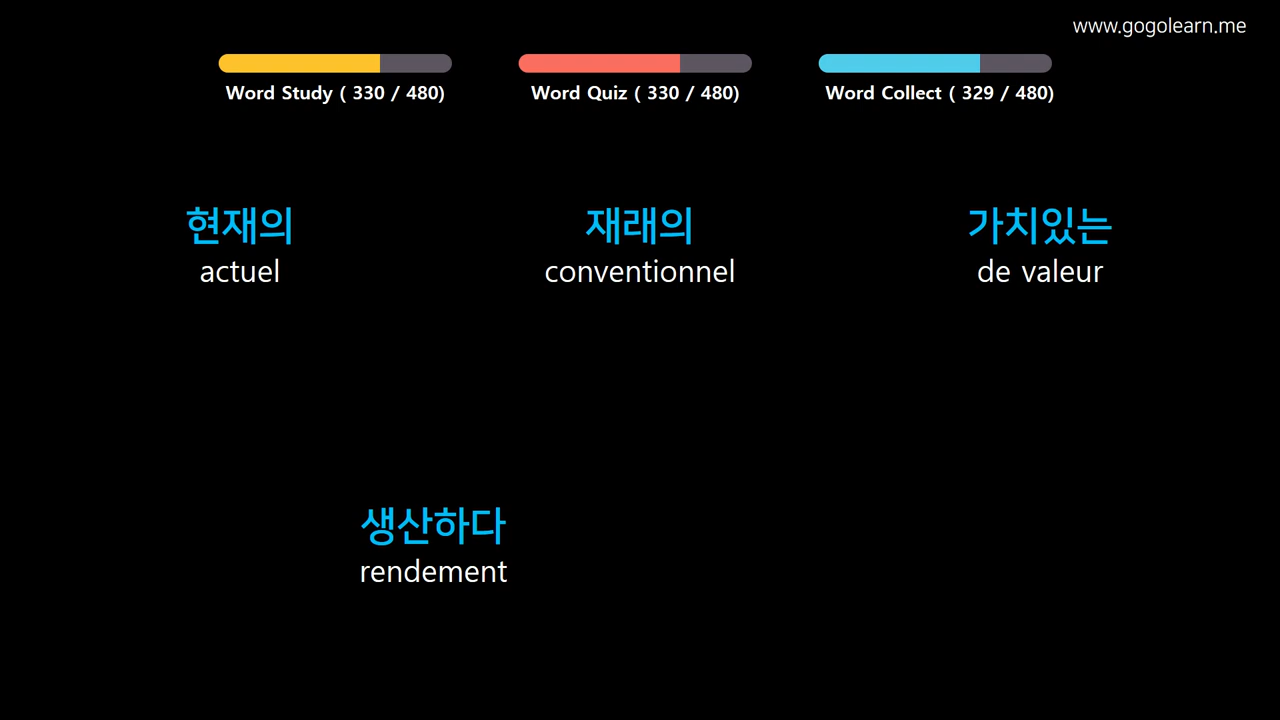 www.gogolearn.me
Word Study ( 330 / 480)
Word Quiz ( 330 / 480)
Word Collect ( 329 / 480)
현재의
actuel
재래의
conventionnel
가치있는
de valeur
생산하다
rendement